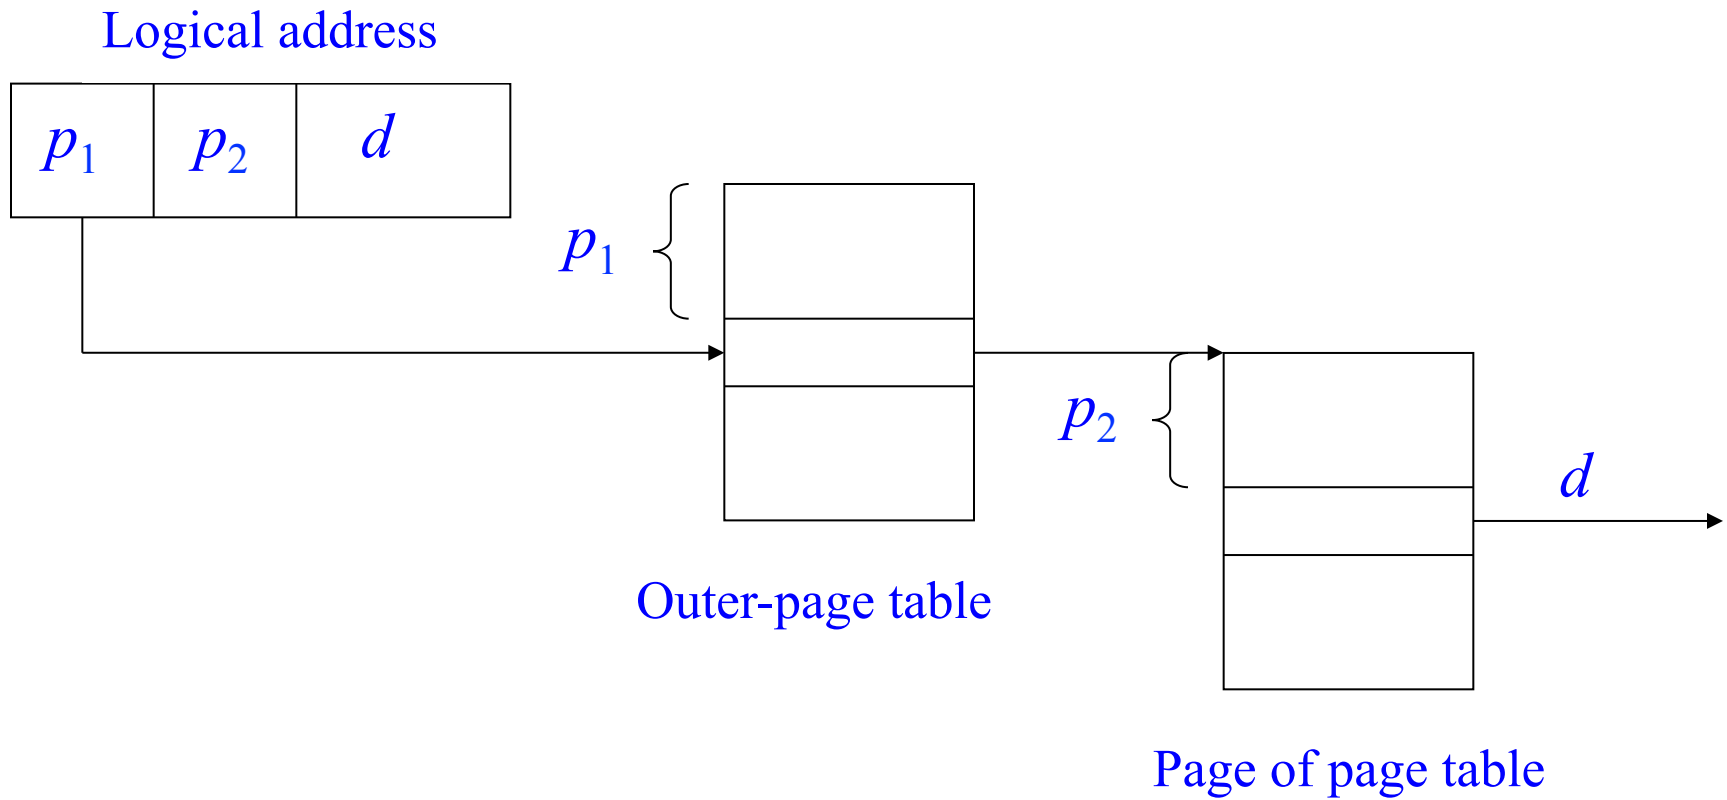 Logical address
p1 p2 d
p1
p2
d
Outer-page table
Page of page table